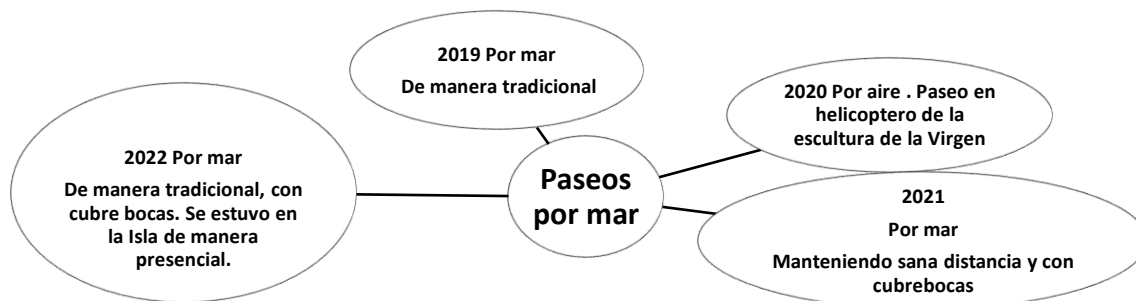 2019 Por mar
De manera tradicional
2020 Por aire . Paseo en
helicoptero de la
escultura de la Virgen
2022 Por mar
De manera tradicional, con
cubre bocas. Se estuvo en
la Isla de manera
presencial.
Paseos
por mar
2021
Por mar
Manteniendo sana distancia y con
cubrebocas